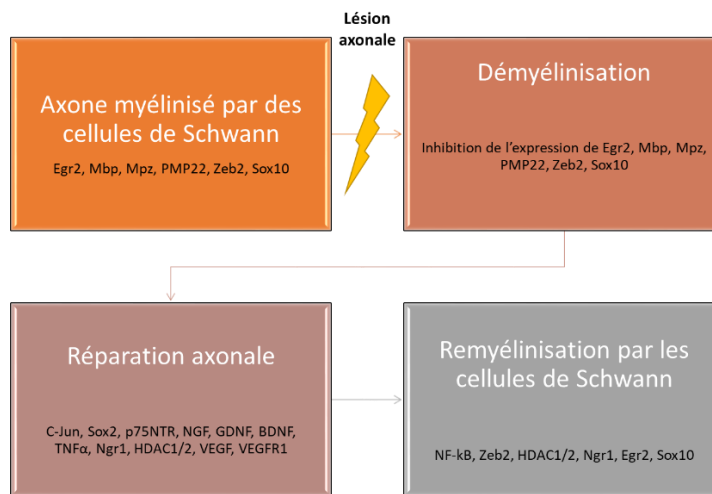 Lésion
axonale
Axone myélinisé par des
cellules de Schwann
Egr2, Mbp, Mpz, PMP22, Zeb2, Sox10
Démyélinisation
Inhibition de l'expression de Egr2, Mbp, Mpz,
PMP22, Zeb2, Sox10
Réparation axonale
C-Jun, Sox2, p75NTR, NGF, GDNF, BDNF,
TNFα, Ngr1, HDAC1/2, VEGF, VEGFR1
Remyélinisation par les
cellules de Schwann
NF-kB, Zeb2, HDAC1/2, Ngr1, Egr2, Sox10